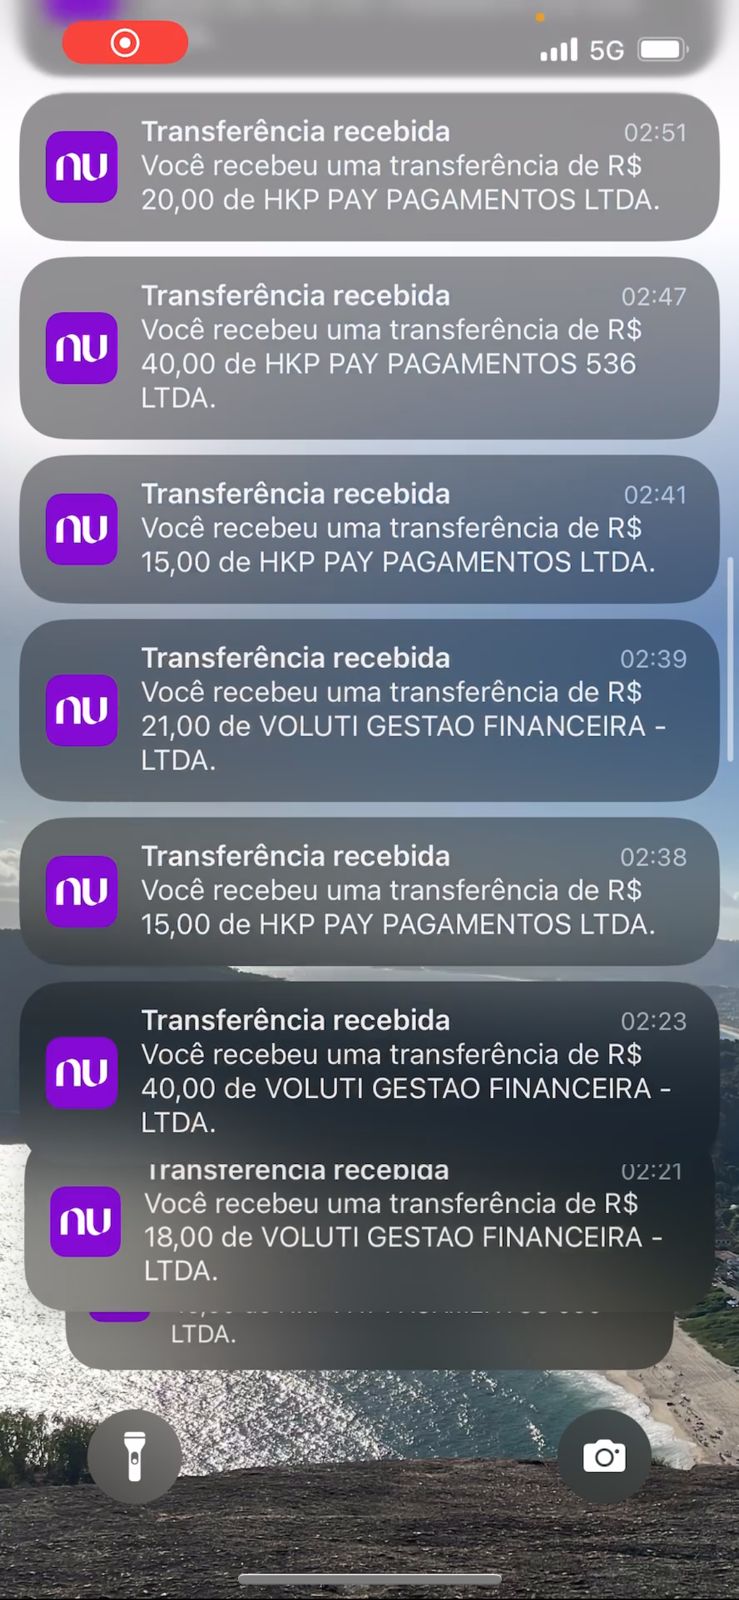 5G
Transferência recebida 02:51
nu Você recebeu uma transferência de R$
20,00 de HKP PAY PAGAMENTOS LTDA.
Transferência recebida 02:47
nu Você recebeu uma transferência de R$
40,00 de HKP PAY PAGAMENTOS 536
LTDA.
Transferência recebida 02:41
nu Você recebeu uma transferência de R$
15,00 de HKP PAY PAGAMENTOS LTDA.
Transferência recebida 02:39
nu Você recebeu uma transferência de R$
21,00 de VOLUTI GESTAO FINANCEIRA -
LTDA.
Transferência recebida 02:38
nu Você recebeu uma transferência de R$
15,00 de HKP PAY PAGAMENTOS LTDA.
Transferência recebida 02:23
nu Você recebeu uma transferência de R$
40,00 de VOLUTI GESTAO FINANCEIRA -
LTDA.
Transferência recebida 02:21
nu Você recebeu uma transferência de R$
18,00 de VOLUTI GESTAO FINANCEIRA -
LTDA.
LTDA.